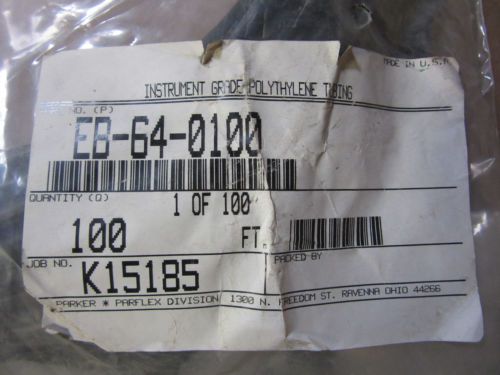 MADE IN U.S.A
INSTRUMENT GRADE POLYTHYLENE TUBING
NO. (P)
EB-64-0100
QUANTITY (Q)
1 OF 100
100 FT.
JOB NO. K15185
PACKED BY
PARKER * PARFLEX DIVISION 1300 N. FREEDOM ST. RAVENNA OHIO 44266